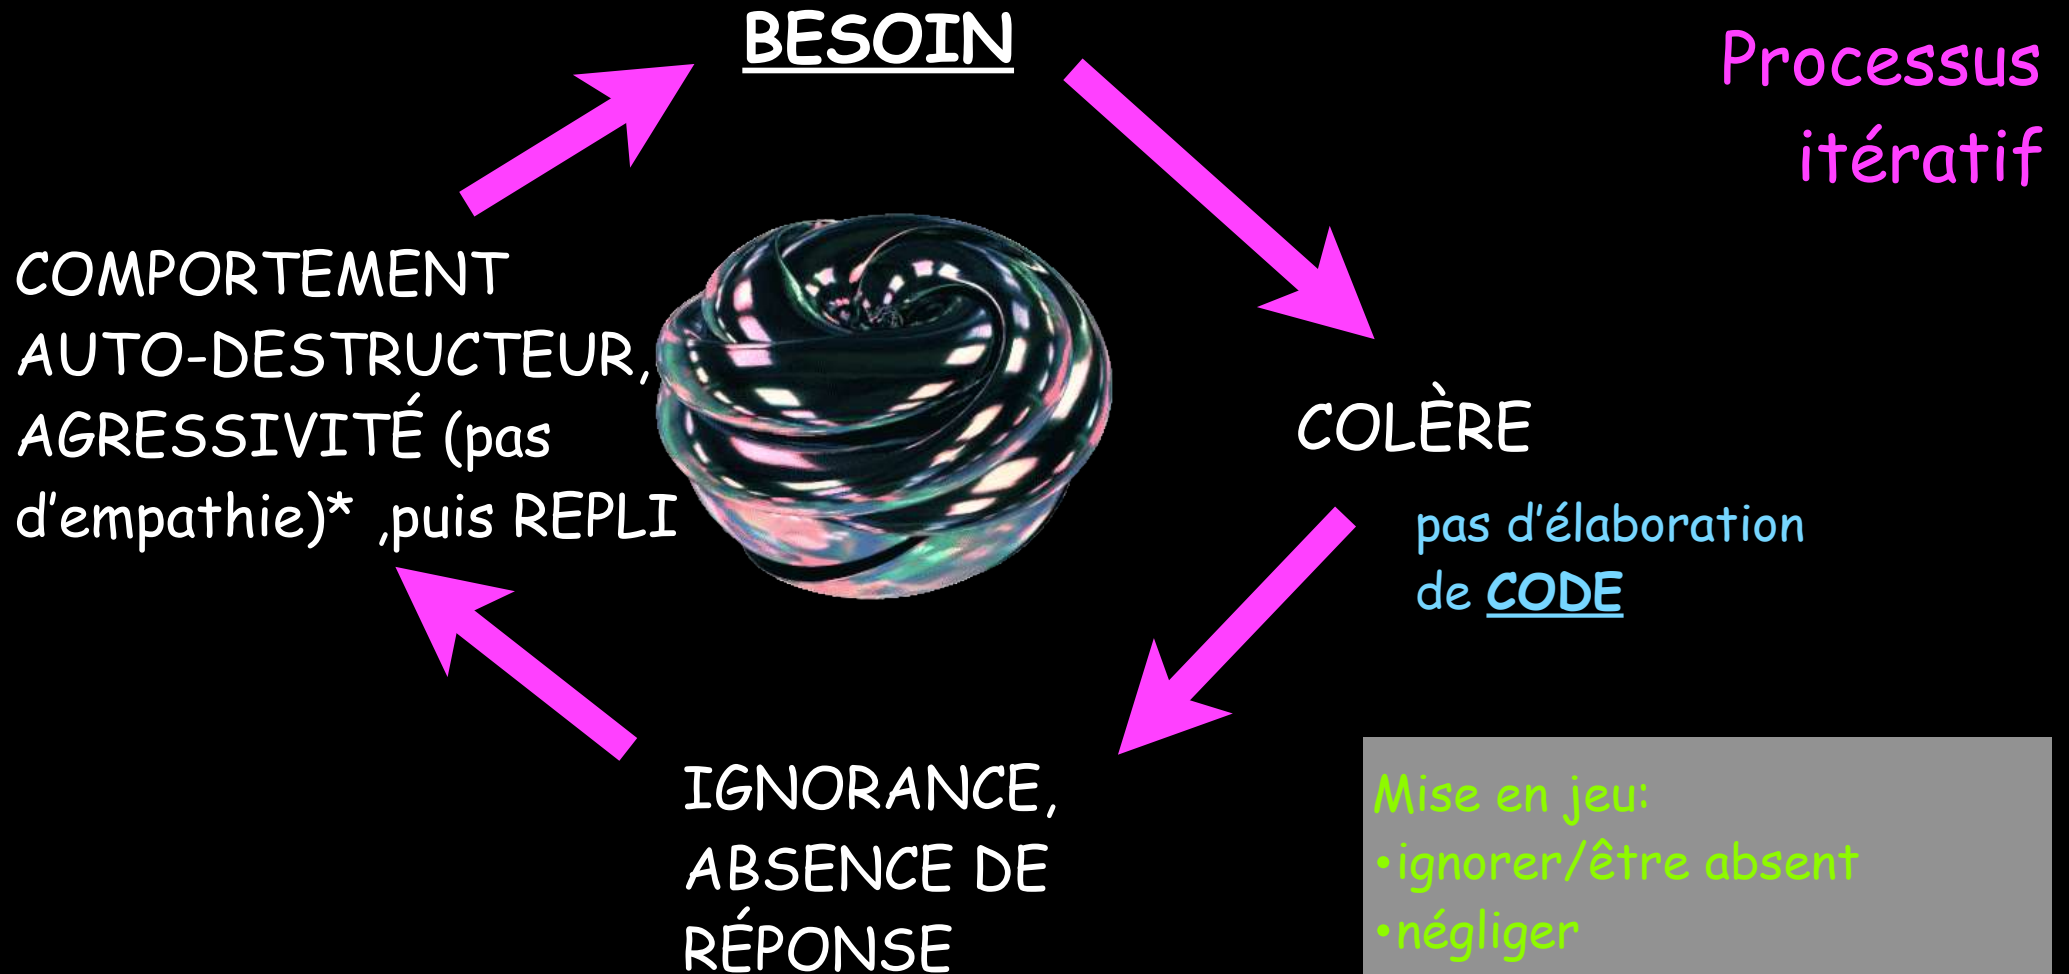 BESOIN
Processus
itératif
COMPORTEMENT
AUTO-DESTRUCTEUR,
AGRESSIVITÉ (pas
d’empathie)* ,puis REPLI
COLÈRE
pas d’élaboration
de CODE
IGNORANCE,
ABSENCE DE
RÉPONSE
Mise en jeu:
•ignorer/être absent
•négliger